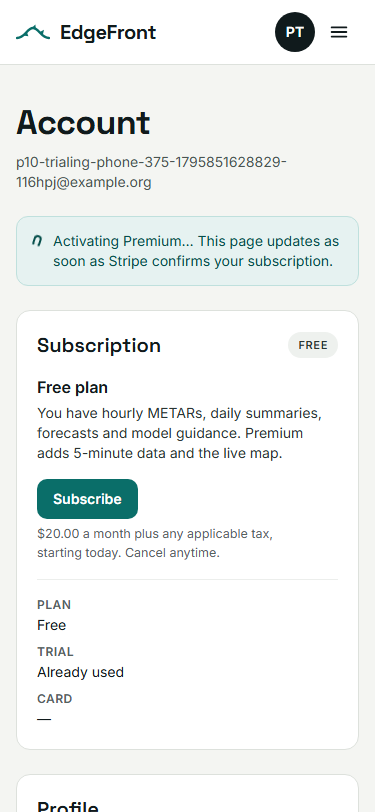 EdgeFront
PT
Account
p10-trialing-phone-375-1795851628829-
116hpj@example.org
Activating Premium... This page updates as
soon as Stripe confirms your subscription.
Subscription
FREE
Free plan
You have hourly METARs, daily summaries,
forecasts and model guidance. Premium
adds 5-minute data and the live map.
Subscribe
$20.00 a month plus any applicable tax,
starting today. Cancel anytime.
PLAN
Free
TRIAL
Already used
CARD
—
Profile